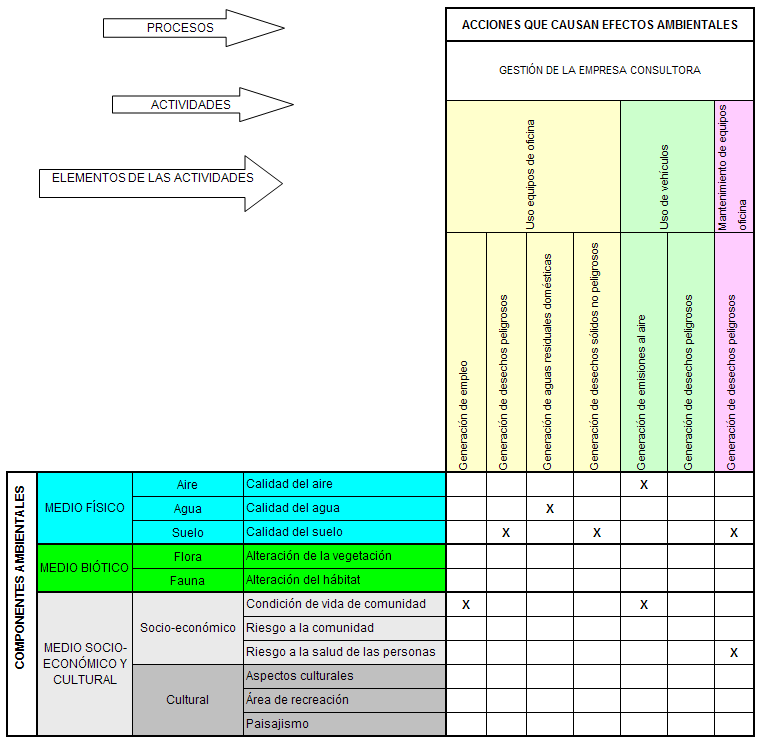 PROCESOS
ACTIVIDADES
ELEMENTOS DE LAS ACTIVIDADES
ACCIONES QUE CAUSAN EFECTOS AMBIENTALES
GESTIÓN DE LA EMPRESA CONSULTORA
Uso equipos de oficina
Uso de vehículos
Mantenimiento de equipos
oficina
Generación de empleo
Generación de desechos peligrosos
Generación de aguas residuales domésticas
Generación de desechos sólidos no peligrosos
Generación de emisiones al aire
Generación de desechos peligrosos
Generación de desechos peligrosos
COMPONENTES AMBIENTALES
MEDIO FÍSICO
Aire Calidad del aire X
Agua Calidad del agua X
Suelo Calidad del suelo X X X
MEDIO BIÓTICO
Flora Alteración de la vegetación
Fauna Alteración del hábitat
MEDIO SOCIO-
ECONÓMICO Y
CULTURAL
Socio-económico
Condición de vida de comunidad X X
Riesgo a la comunidad
Riesgo a la salud de las personas X
Cultural
Aspectos culturales
Área de recreación
Paisajismo